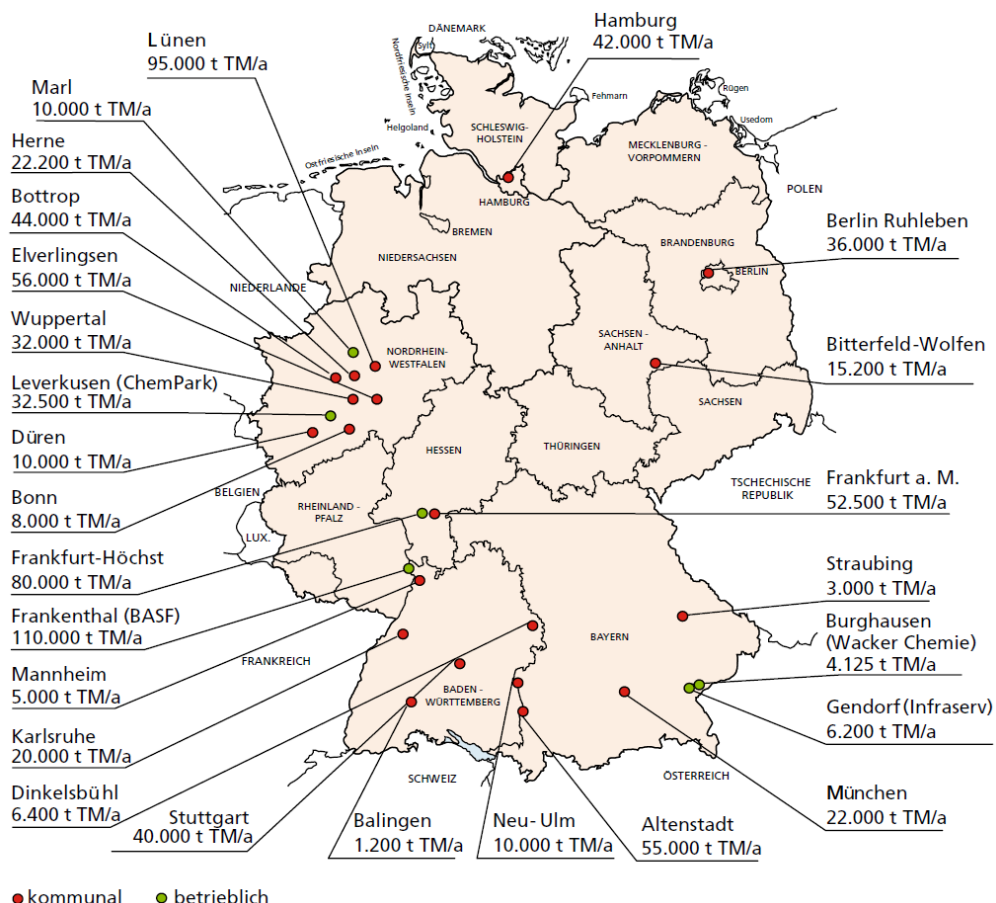 Lünen
95.000 t TM/a
Marl
10.000 t TM/a
Herne
22.200 t TM/a
Bottrop
44.000 t TM/a
Elverlingsen
56.000 t TM/a
Wuppertal
32.000 t TM/a
Leverkusen (ChemPark)
32.500 t TM/a
Düren
10.000 t TM/a
Bonn
8.000 t TM/a
Frankfurt-Höchst
80.000 t TM/a
Frankenthal (BASF)
110.000 t TM/a
Mannheim
5.000 t TM/a
Karlsruhe
20.000 t TM/a
Dinkelsbühl
6.400 t TM/a
Stuttgart
40.000 t TM/a
Balingen
1.200 t TM/a
Neu-Ulm
10.000 t TM/a
Altenstadt
55.000 t TM/a
Hamburg
42.000 t TM/a
Berlin Ruhleben
36.000 t TM/a
Bitterfeld-Wolfen
15.200 t TM/a
Frankfurt a. M.
52.500 t TM/a
Straubing
3.000 t TM/a
Burghausen
(Wacker Chemie)
4.125 t TM/a
Gendorf (Infraserv)
6.200 t TM/a
München
22.000 t TM/a
DÄNEMARK
Sylt
Nordfriesische Inseln
Helgoland
Ostfriesische Inseln
Fehmarn
Rügen
Usedom
SCHLESWIG-
HOLSTEIN
MECKLENBURG -
VORPOMMERN
HAMBURG
BREMEN
POLEN
NIEDERSACHSEN
BRANDENBURG
BERLIN
NIEDERLANDE
SACHSEN -
ANHALT
NORDRHEIN-
WESTFALEN
SACHSEN
HESSEN
THÜRINGEN
BELGIEN
RHEINLAND -
PFALZ
LUX.
TSCHECHISCHE
REPUBLIK
FRANKREICH
BAYERN
BADEN -
WÜRTTEMBERG
SCHWEIZ
ÖSTERREICH
kommunal
betrieblich